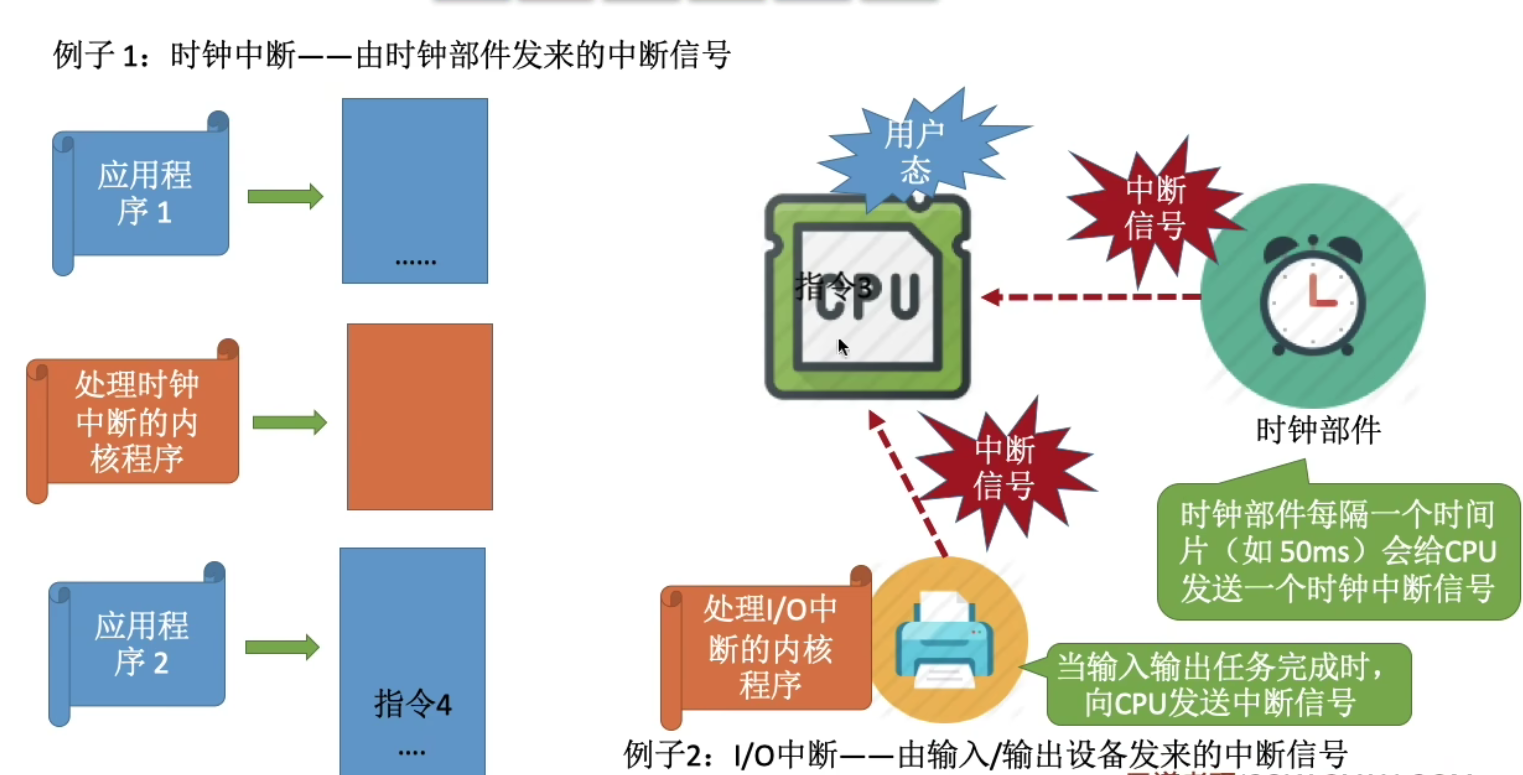 例子 1：时钟中断——由时钟部件发来的中断信号
应用程
序 1
......
处理时钟
中断的内
核程序
应用程
序 2
指令4
....
用户
态
指令3
CPU
中断
信号
时钟部件
时钟部件每隔一个时间
片（如 50ms）会给CPU
发送一个时钟中断信号
中断
信号
处理I/O中
断的内核
程序
当输入输出任务完成时，
向CPU发送中断信号
例子2：I/O中断——由输入/输出设备发来的中断信号